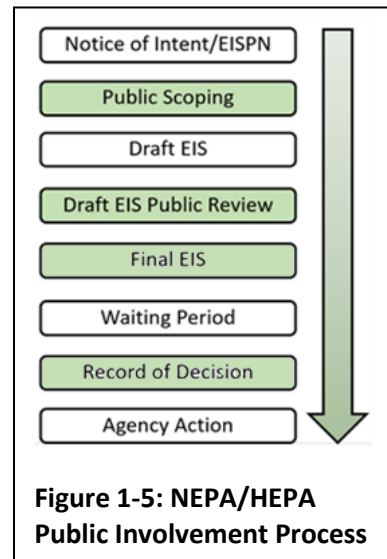 Notice of Intent/EISPN
Public Scoping
Draft EIS
Draft EIS Public Review
Final EIS
Waiting Period
Record of Decision
Agency Action
Figure 1-5: NEPA/HEPA
Public Involvement Process